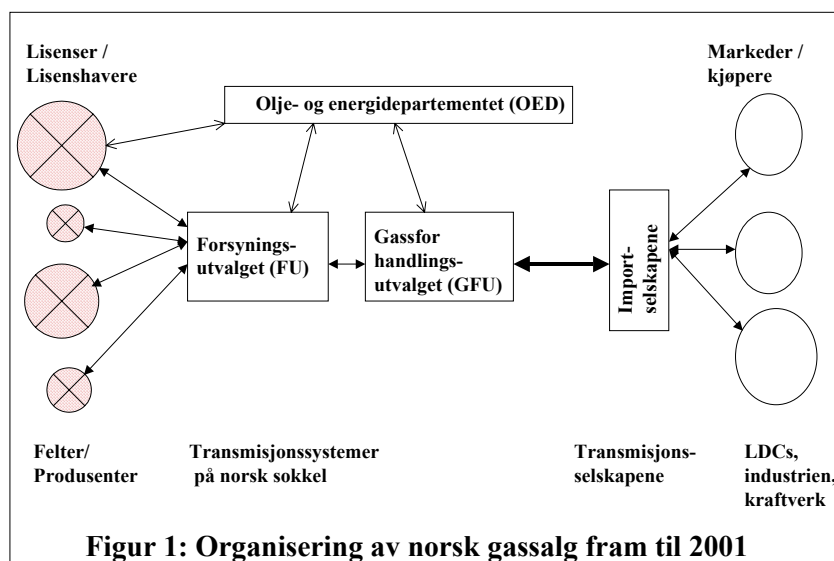 Lisenser /
Lisenshavere
Markeder /
kjøpere
Olje- og energidepartementet (OED)
Forsynings-
utvalget (FU)
Gassfor
handlings-
utvalget (GFU)
Import-
selskapene
Felter/
Produsenter
Transmisjonssystemer
på norsk sokkel
Transmisjons-
selskapene
LDCs,
industrien,
kraftverk
Figur 1: Organisering av norsk gassalg fram til 2001